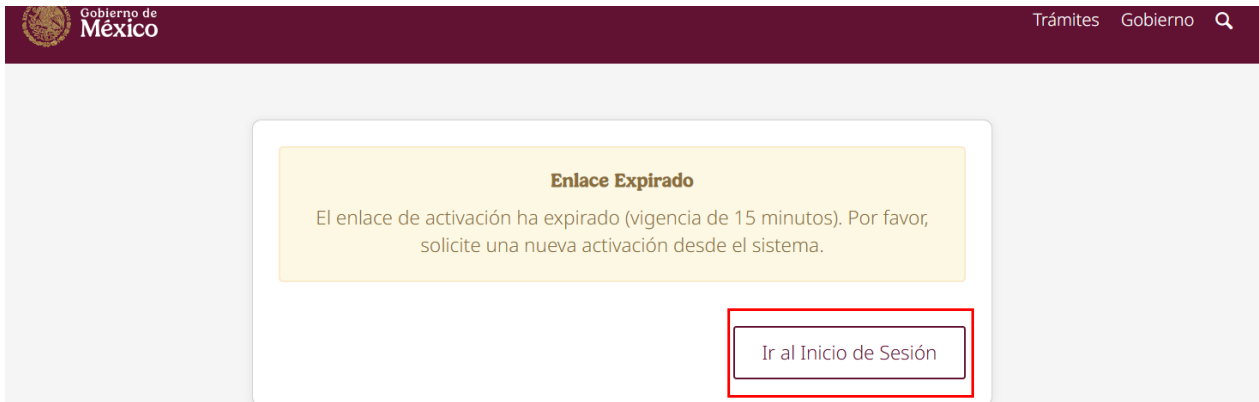 Gobierno de
México
Trámites Gobierno
Enlace Expirado
El enlace de activación ha expirado (vigencia de 15 minutos). Por favor,
solicite una nueva activación desde el sistema.
Ir al Inicio de Sesión